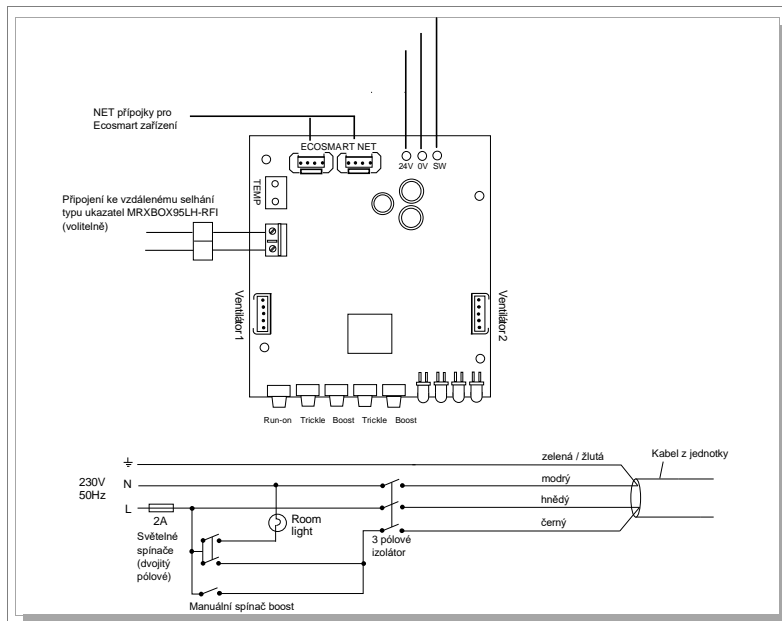 NET přípojky pro
Ecosmart zařízení
ECOSMART NET
24V 0V SW
TEMP
Připojení ke vzdálenému selhání
typu ukazatel MRXBOX95LH-RFI
(volitelně)
Ventilátor 1
Ventilátor 2
Run-on Trickle Boost Trickle Boost
zelená / žlutá
Kabel z jednotky
230V
50Hz
N
modrý
L
hnědý
2A
Room
light
černý
Světelné
spínače
(dvojitý
pólové)
3 pólové
izolátor
Manuální spínač boost